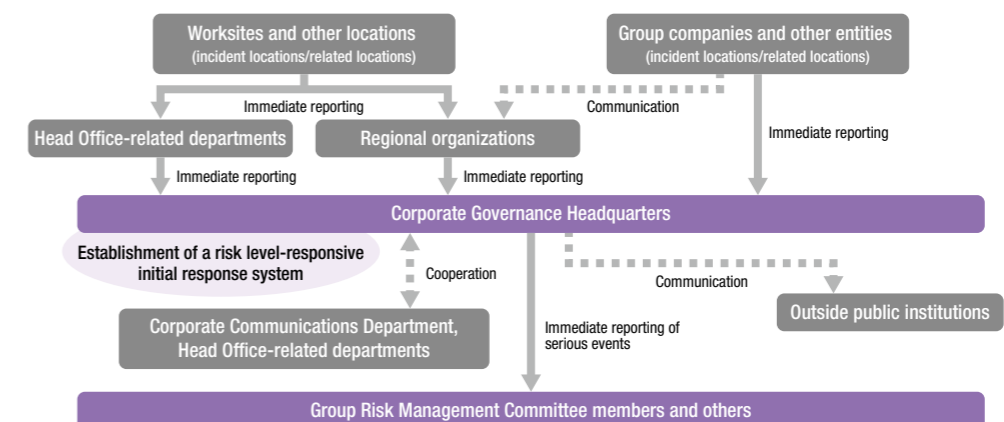 Worksites and other locations
(incident locations/related locations)
Group companies and other entities
(incident locations/related locations)
Immediate reporting
Communication
Head Office-related departments
Regional organizations
Immediate reporting
Immediate reporting
Immediate reporting
Corporate Governance Headquarters
Establishment of a risk level-responsive
initial response system
Cooperation
Communication
Outside public institutions
Corporate Communications Department,
Head Office-related departments
Immediate reporting of
serious events
Group Risk Management Committee members and others